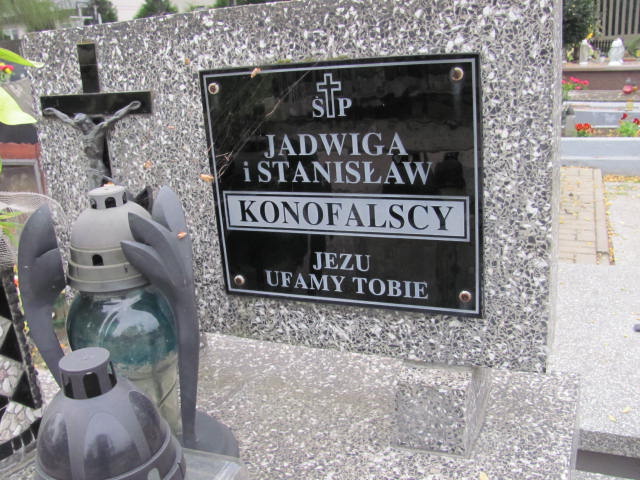 ŚP
JADWIGA
i STANISŁAW
KONOFALSCY
JEZU
UFAMY TOBIE